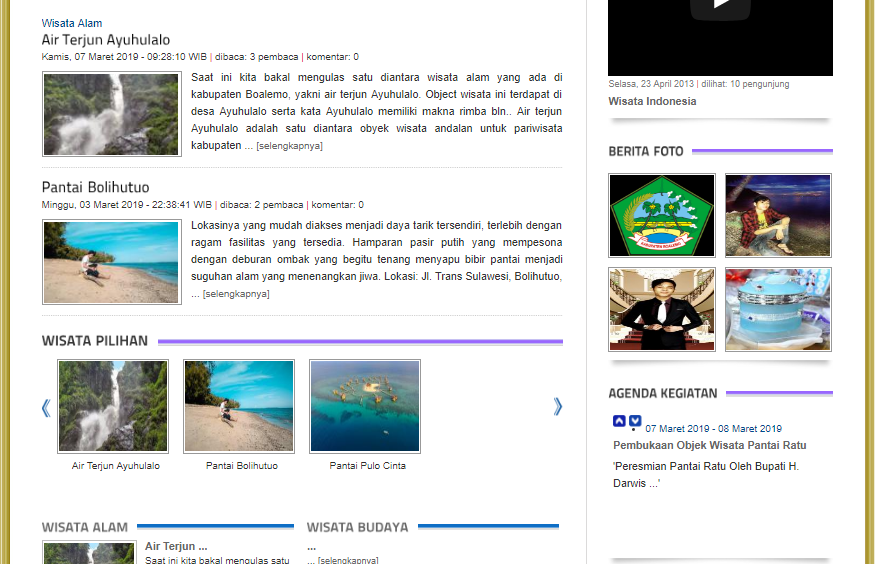 Wisata Alam
Air Terjun Ayuhulalo
Kamis, 07 Maret 2019 - 09:28:10 WIB | dibaca: 3 pembaca | komentar: 0
Saat ini kita bakal mengulas satu diantara wisata alam yang ada di
kabupaten Boalemo, yakni air terjun Ayuhulalo. Object wisata ini terdapat di
desa Ayuhulalo serta kata Ayuhulalo memiliki makna rimba bln.. Air terjun
Ayuhulalo adalah satu diantara obyek wisata andalan untuk pariwisata
kabupaten ... [selengkapnya]
Pantai Bolihutuo
Minggu, 03 Maret 2019 - 22:38:41 WIB | dibaca: 2 pembaca | komentar: 0
Lokasinya yang mudah diakses menjadi daya tarik tersendiri, terlebih dengan
ragam fasilitas yang tersedia. Hamparan pasir putih yang mempesona
dengan deburan ombak yang begitu tenang menyapu bibir pantai menjadi
suguhan alam yang menenangkan jiwa. Lokasi: Jl. Trans Sulawesi, Bolihutuo,
... [selengkapnya]
WISATA PILIHAN
Air Terjun Ayuhulalo
Pantai Bolihutuo
Pantai Pulo Cinta
WISATA ALAM
Air Terjun ...
Saat ini kita bakal mengulas satu
WISATA BUDAYA
...
... [selengkapnya]
Selasa, 23 April 2013 | dilihat: 10 pengunjung
Wisata Indonesia
BERITA FOTO
KABUPATEN BOALEMO
AGENDA KEGIATAN
07 Maret 2019 - 08 Maret 2019
Pembukaan Objek Wisata Pantai Ratu
'Peresmian Pantai Ratu Oleh Bupati H.
Darwis ...'